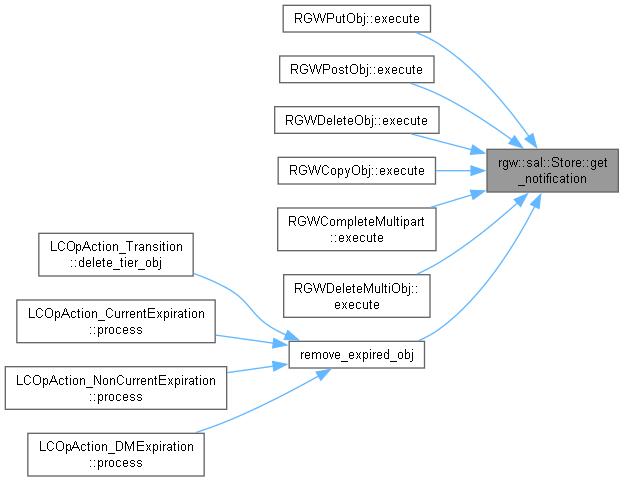 RGWPutObj::execute
RGWPostObj::execute
RGWDeleteObj::execute
rgw::sal::Store::get
_notification
RGWCopyObj::execute
RGWCompleteMultipart
::execute
LCOpAction_Transition
::delete_tier_obj
RGWDeleteMultiObj::
execute
LCOpAction_CurrentExpiration
::process
remove_expired_obj
LCOpAction_NonCurrentExpiration
::process
LCOpAction_DMExpiration
::process